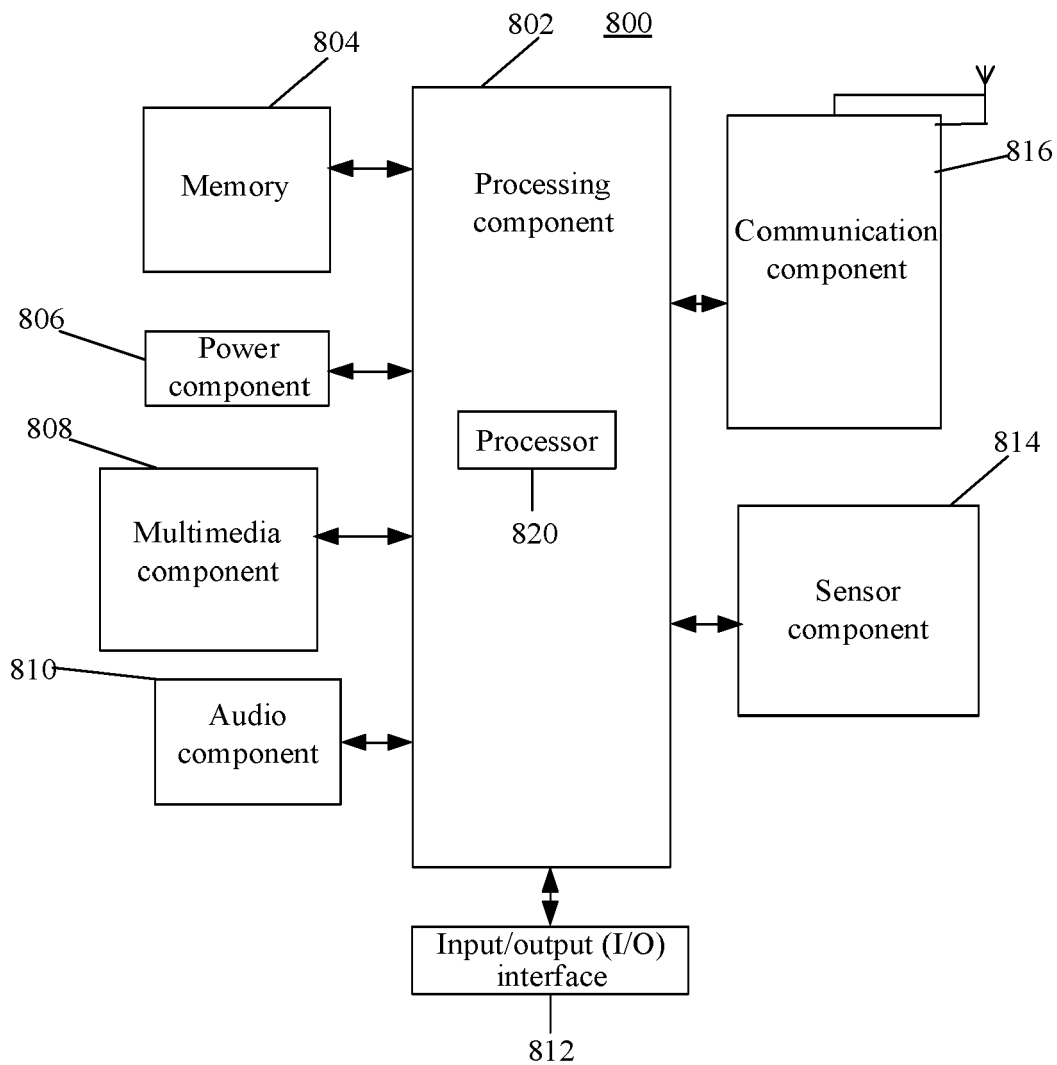 800
802
804
Memory
Processing
component
816
Communication
component
806
Power
component
808
Multimedia
component
Processor
820
814
Sensor
component
810
Audio
component
Input/output (I/O)
interface
812